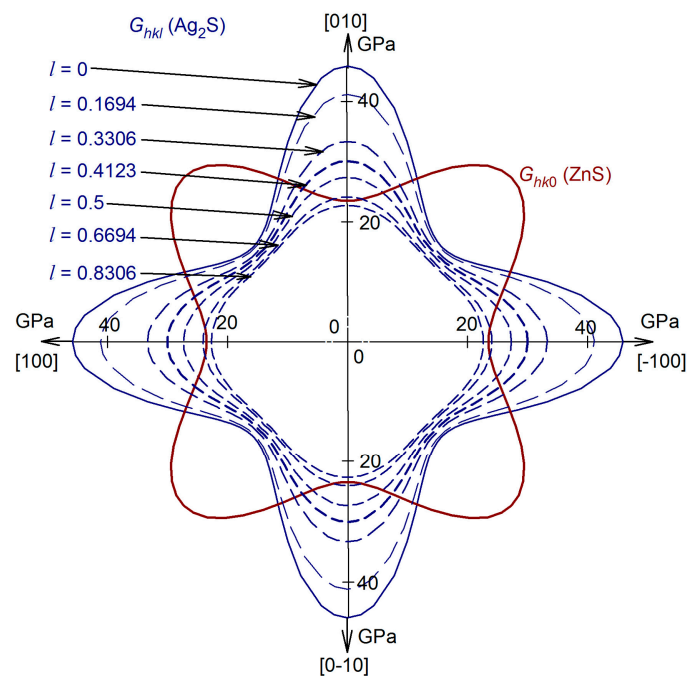 [010]
G_hkl (Ag₂S)
GPa
l = 0
l = 0.1694
40
l = 0.3306
l = 0.4123
G_hk0 (ZnS)
l = 0.5
20
l = 0.6694
l = 0.8306
GPa 40 20 0 0 20 40 GPa
[100] 0 [-100]
20
40
GPa
[0-10]